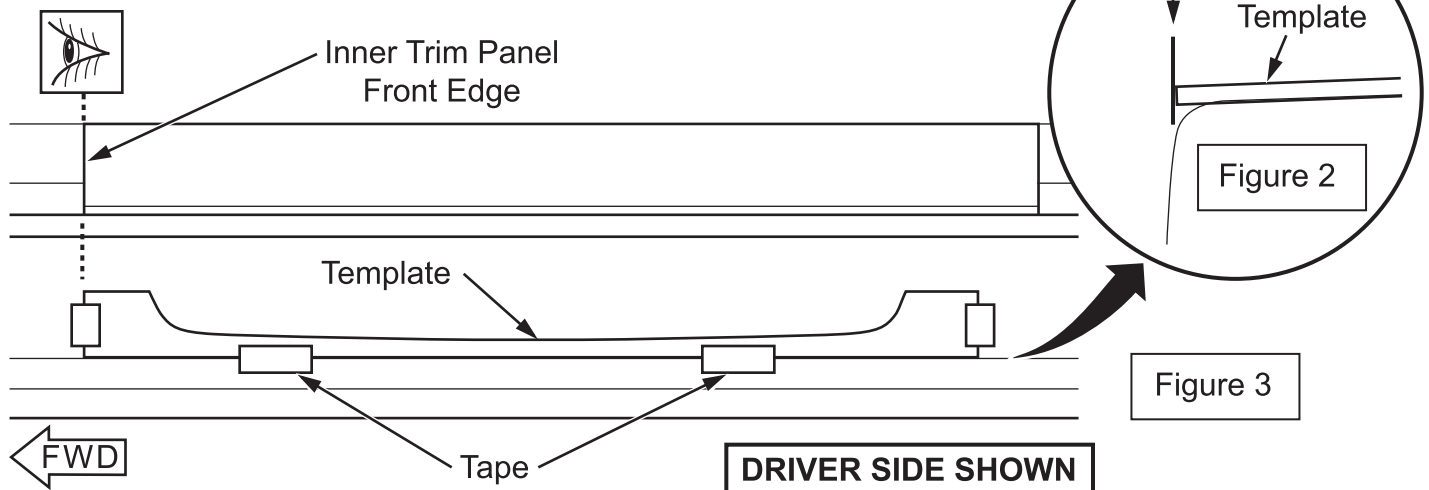 Template
Inner Trim Panel
Front Edge
Figure 2
Template
Figure 3
FWD
Tape
DRIVER SIDE SHOWN